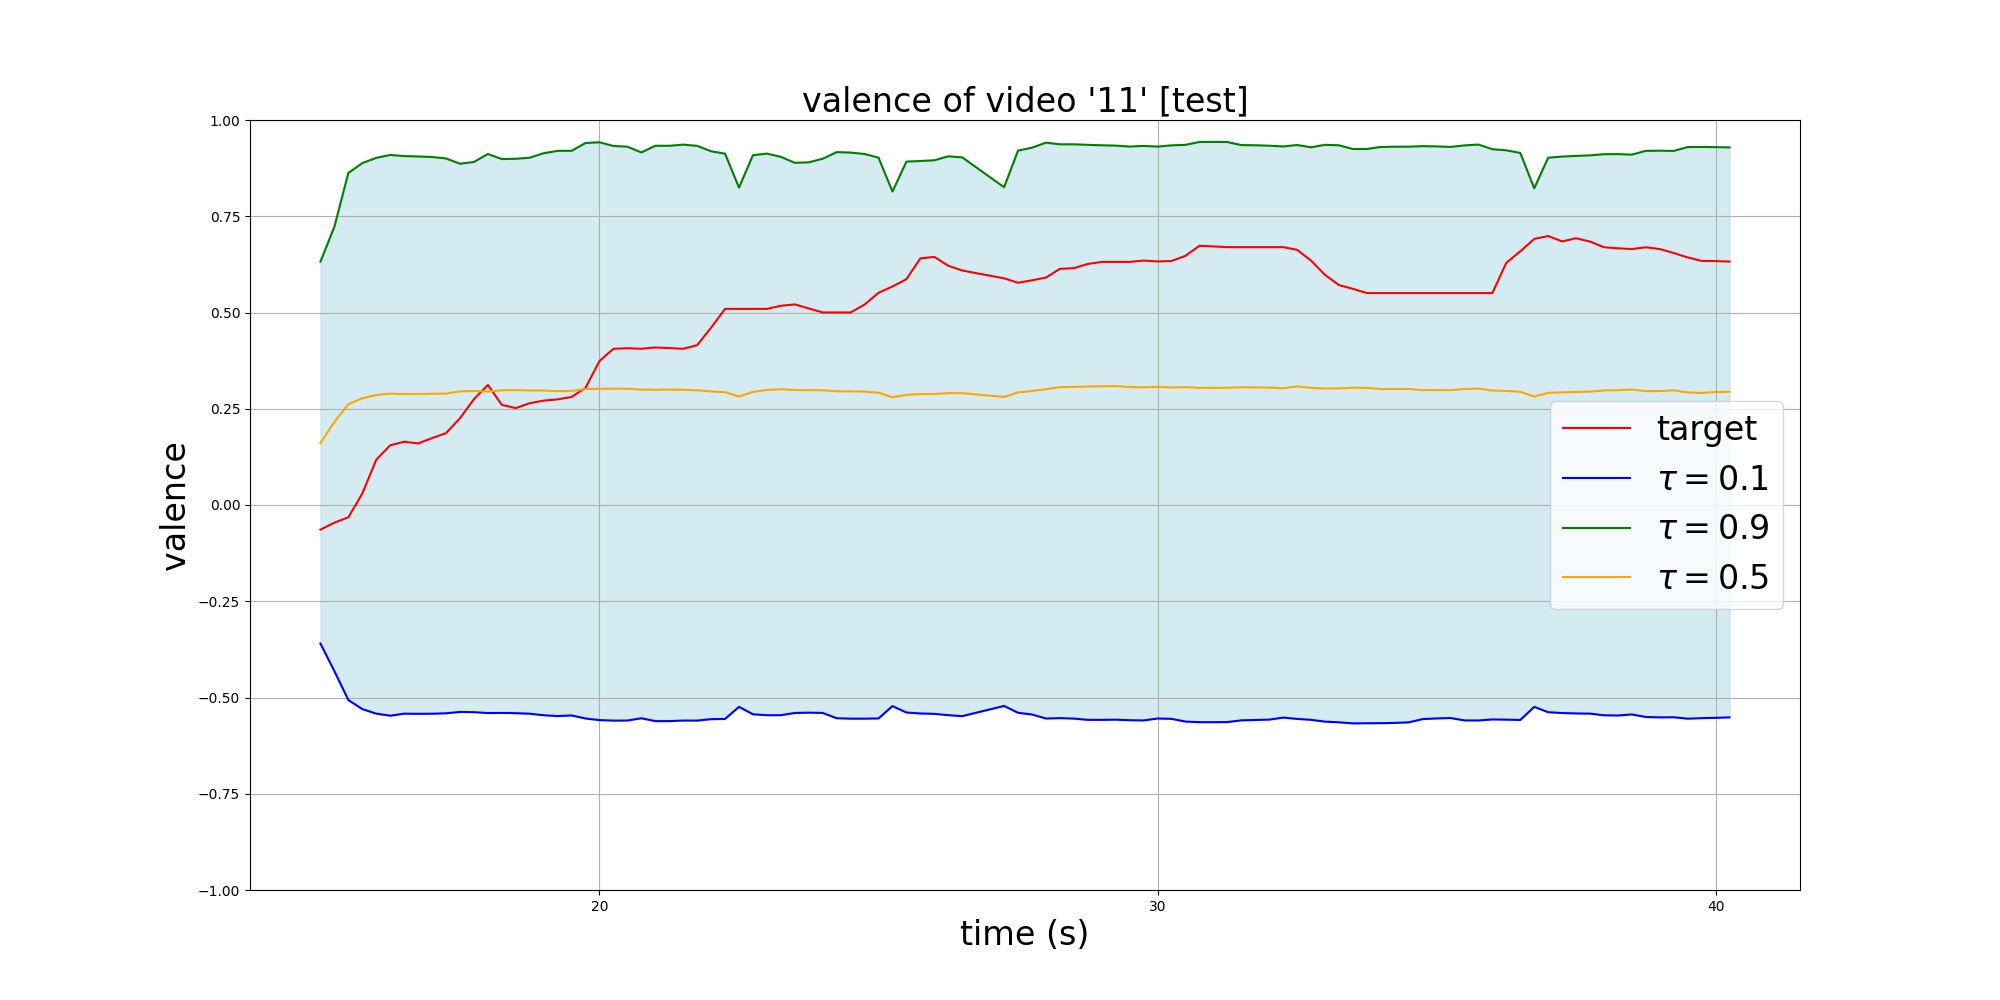 valence of video '11' [test]
1.00
0.75
0.50
0.25
0.00
−0.25
−0.50
−0.75
−1.00
valence
target
τ = 0.1
τ = 0.9
τ = 0.5
20
30
40
time (s)